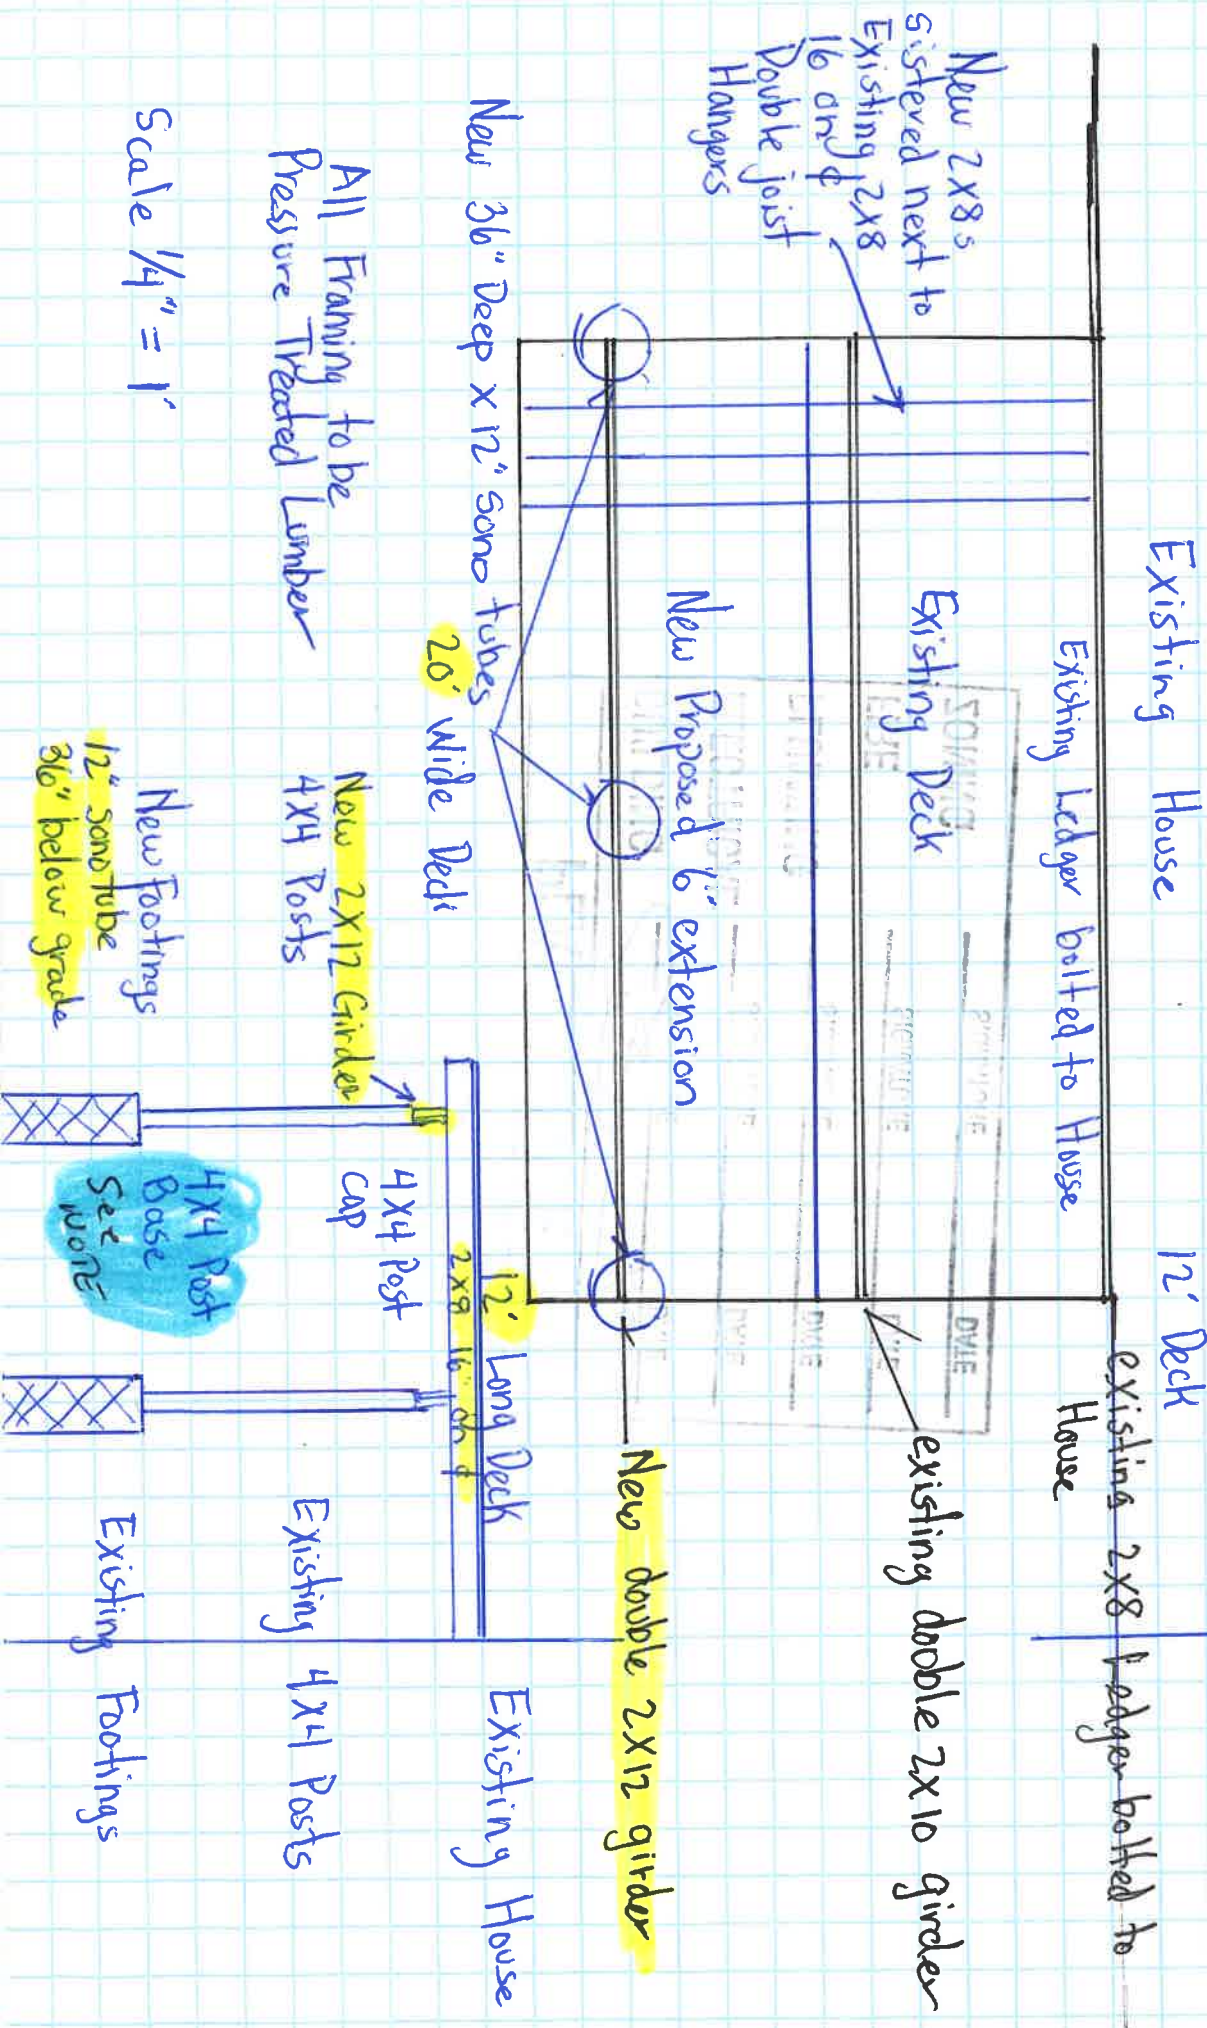 Existing House
12' Deck
Existing Ledger bolted to House
existing 2x8 Ledger bolted to
House
New 2x8s
Sistered next to
Existing 2x8
16 on ¢
Double joist
Hangers
Existing Deck
existing double 2x10 girder
New Proposed 6' extension
New double 2x12 girder
New 36" Deep x 12" sono tubes
20' Wide Deck
All Framing to be
Pressure Treated Lumber
Scale 1/4" = 1'
12' Long Deck
2x8 16" on ¢
Existing House
4x4 Post
Cap
New 2x12 Girder
4x4 Posts
Existing 4x4 Posts
4x4 Post
Base
See
NOTE
New Footings
12" sono Tube
36" below grade
Existing Footings
ZONING
DATE
DATE
DATE